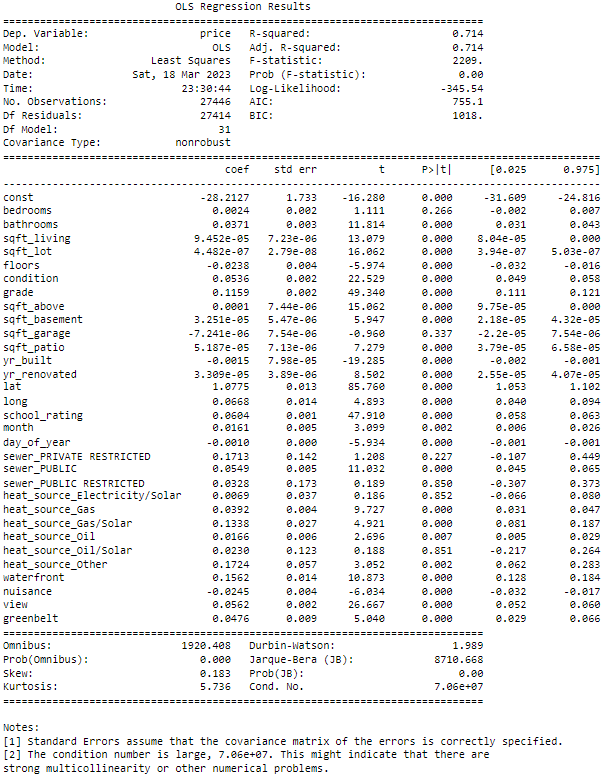 OLS Regression Results
==============================================================================
Dep. Variable:                  price   R-squared:                       0.714
Model:                            OLS   Adj. R-squared:                  0.714
Method:                 Least Squares   F-statistic:                     2209.
Date:                Sat, 18 Mar 2023   Prob (F-statistic):               0.00
Time:                        23:30:44   Log-Likelihood:                -345.54
No. Observations:               27446   AIC:                             755.1
Df Residuals:                   27414   BIC:                             1018.
Df Model:                          31
Covariance Type:            nonrobust
==============================================================================================
coef    std err          t      P>|t|      [0.025      0.975]
----------------------------------------------------------------------------------------------
const                        -28.2127      1.733    -16.280      0.000     -31.609     -24.816
bedrooms                       0.0024      0.002      1.111      0.266      -0.002       0.007
bathrooms                      0.0371      0.003     11.814      0.000       0.031       0.043
sqft_living                 9.452e-05   7.23e-06     13.079      0.000    8.04e-05       0.000
sqft_lot                    4.482e-07   2.79e-08     16.062      0.000    3.94e-07    5.03e-07
floors                        -0.0238      0.004     -5.974      0.000      -0.032      -0.016
condition                      0.0536      0.002     22.529      0.000       0.049       0.058
grade                          0.1159      0.002     49.340      0.000       0.111       0.121
sqft_above                     0.0001   7.44e-06     15.062      0.000    9.75e-05       0.000
sqft_basement               3.251e-05   5.47e-06      5.947      0.000    2.18e-05    4.32e-05
sqft_garage                -7.241e-06   7.54e-06     -0.960      0.337    -2.2e-05    7.54e-06
sqft_patio                  5.187e-05   7.13e-06      7.279      0.000    3.79e-05    6.58e-05
yr_built                      -0.0015   7.98e-05    -19.285      0.000      -0.002      -0.001
yr_renovated                3.309e-05   3.89e-06      8.502      0.000    2.55e-05    4.07e-05
lat                            1.0775      0.013     85.760      0.000       1.053       1.102
long                           0.0668      0.014      4.893      0.000       0.040       0.094
school_rating                  0.0604      0.001     47.910      0.000       0.058       0.063
month                          0.0161      0.005      3.099      0.002       0.006       0.026
day_of_year                   -0.0010      0.000     -5.934      0.000      -0.001      -0.001
sewer_PRIVATE RESTRICTED       0.1713      0.142      1.208      0.227      -0.107       0.449
sewer_PUBLIC                   0.0549      0.005     11.032      0.000       0.045       0.065
sewer_PUBLIC RESTRICTED        0.0328      0.173      0.189      0.850      -0.307       0.373
heat_source_Electricity/Solar  0.0069      0.037      0.186      0.852      -0.066       0.080
heat_source_Gas                0.0392      0.004      9.727      0.000       0.031       0.047
heat_source_Gas/Solar          0.1338      0.027      4.921      0.000       0.081       0.187
heat_source_Oil                0.0166      0.006      2.696      0.007       0.005       0.029
heat_source_Oil/Solar          0.0230      0.123      0.188      0.851      -0.217       0.264
heat_source_Other              0.1724      0.057      3.052      0.002       0.062       0.283
waterfront                     0.1562      0.014     10.873      0.000       0.128       0.184
nuisance                      -0.0245      0.004     -6.034      0.000      -0.032      -0.017
view                           0.0562      0.002     26.667      0.000       0.052       0.060
greenbelt                      0.0476      0.009      5.040      0.000       0.029       0.066
==============================================================================
Omnibus:                     1920.408   Durbin-Watson:                   1.989
Prob(Omnibus):                  0.000   Jarque-Bera (JB):             8710.668
Skew:                           0.183   Prob(JB):                         0.00
Kurtosis:                       5.736   Cond. No.                     7.06e+07
==============================================================================
Notes:
[1] Standard Errors assume that the covariance matrix of the errors is correctly specified.
[2] The condition number is large, 7.06e+07. This might indicate that there are
strong multicollinearity or other numerical problems.